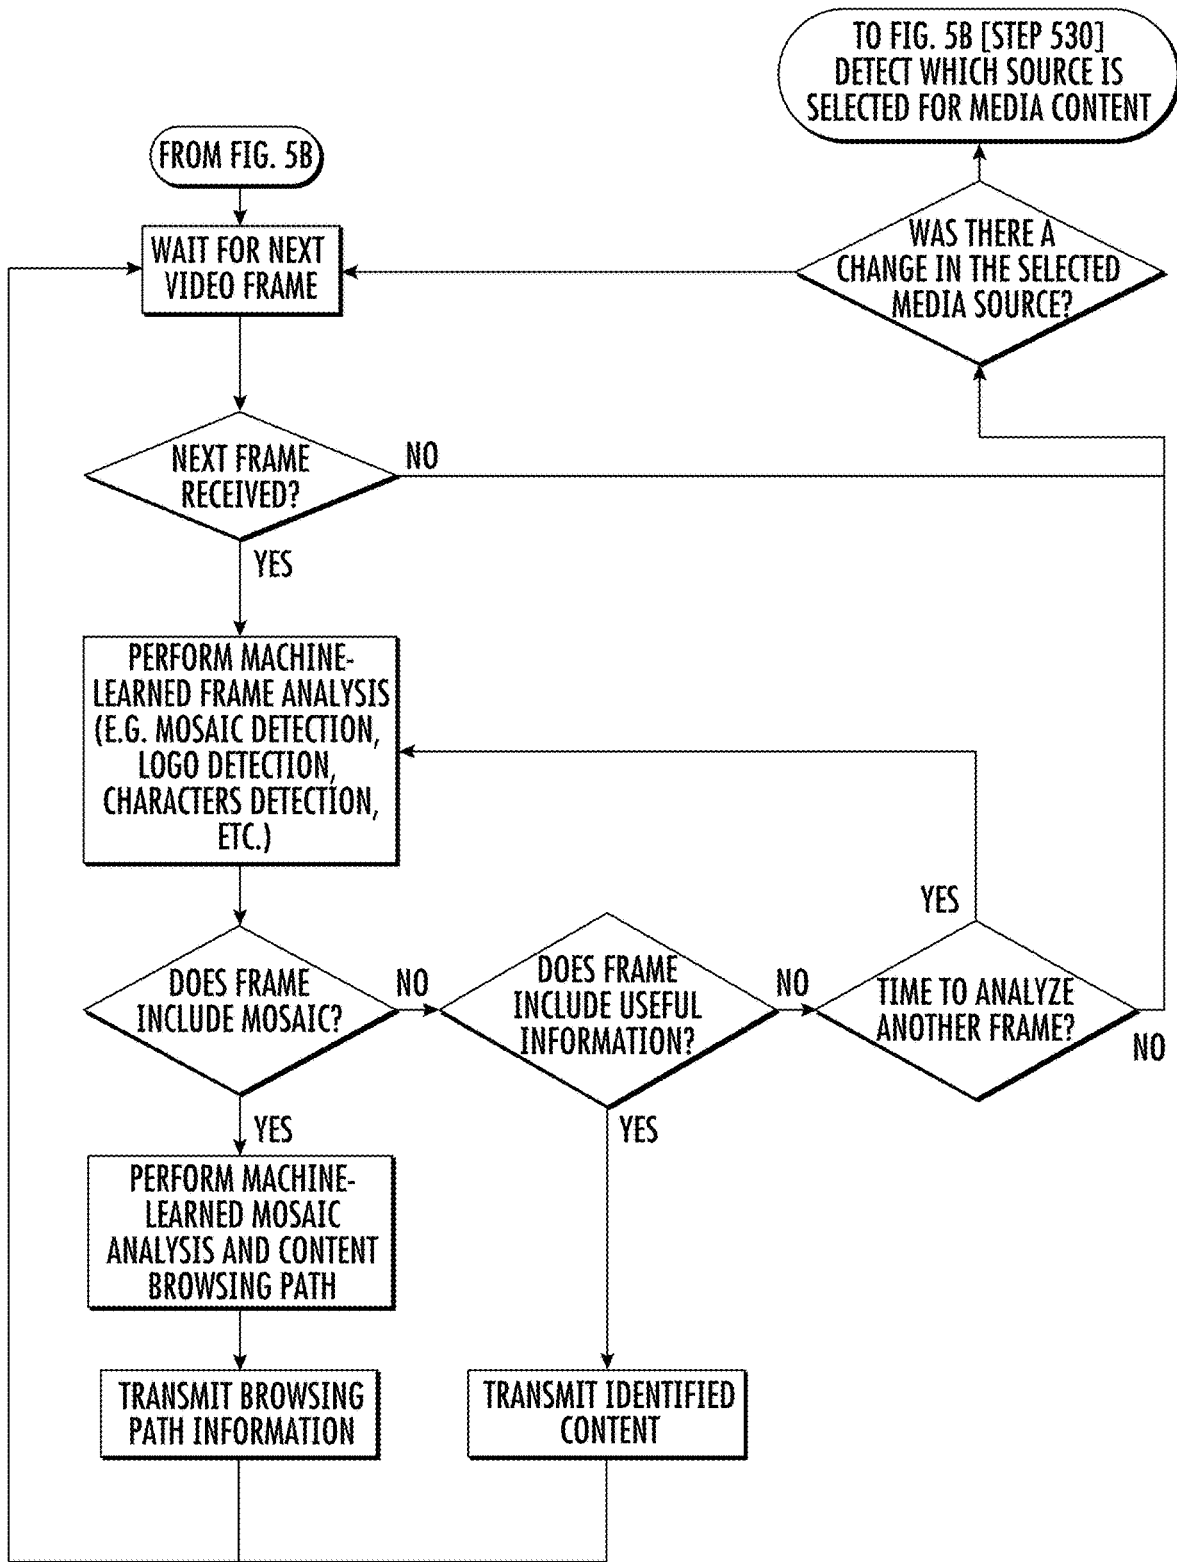 TO FIG. 5B [STEP 530]
DETECT WHICH SOURCE IS
SELECTED FOR MEDIA CONTENT
FROM FIG. 5B
WAIT FOR NEXT
VIDEO FRAME
WAS THERE A
CHANGE IN THE SELECTED
MEDIA SOURCE?
NEXT FRAME
RECEIVED?
NO
YES
PERFORM MACHINE-
LEARNED FRAME ANALYSIS
(E.G. MOSAIC DETECTION,
LOGO DETECTION,
CHARACTERS DETECTION,
ETC.)
DOES FRAME
INCLUDE MOSAIC?
NO
DOES FRAME
INCLUDE USEFUL
INFORMATION?
NO
YES
TIME TO ANALYZE
ANOTHER FRAME?
NO
YES
YES
PERFORM MACHINE-
LEARNED MOSAIC
ANALYSIS AND CONTENT
BROWSING PATH
TRANSMIT BROWSING
PATH INFORMATION
TRANSMIT IDENTIFIED
CONTENT